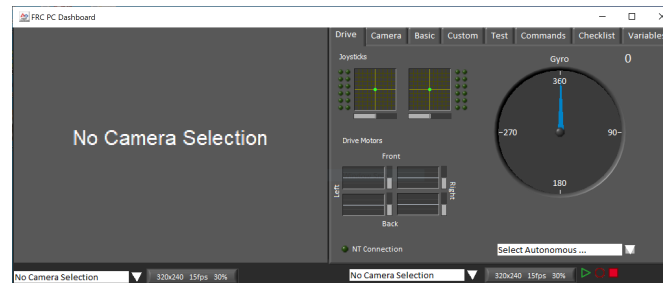 FRC PC Dashboard
No Camera Selection
Drive Camera Basic Custom Test Commands Checklist Variables
Joysticks
Gyro 0
360
270 90
180
Drive Motors
Front
Left Right
Back
NT Connection
Select Autonomous ...
No Camera Selection 320x240 15fps 30%
No Camera Selection 320x240 15fps 30%